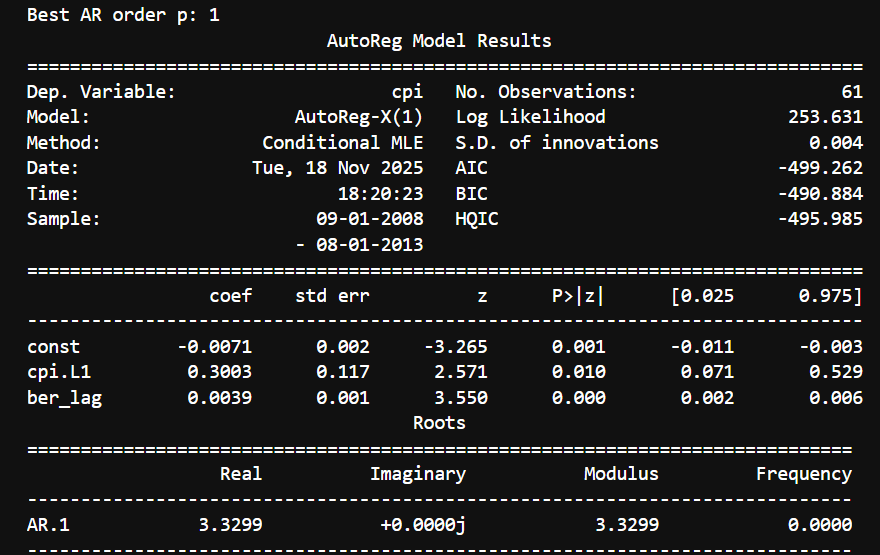 Best AR order p: 1
AutoReg Model Results
==============================================================================
Dep. Variable:                    cpi   No. Observations:                   61
Model:                   AutoReg-X(1)   Log Likelihood                 253.631
Method:               Conditional MLE   S.D. of innovations              0.004
Date:                Tue, 18 Nov 2025   AIC                           -499.262
Time:                        18:20:23   BIC                           -490.884
Sample:                    09-01-2008   HQIC                          -495.985
                         - 08-01-2013
==============================================================================
                 coef    std err          z      P>|z|      [0.025      0.975]
------------------------------------------------------------------------------
const         -0.0071      0.002     -3.265      0.001      -0.011      -0.003
cpi.L1         0.3003      0.117      2.571      0.010       0.071       0.529
ber_lag        0.0039      0.001      3.550      0.000       0.002       0.006
                                    Roots
=============================================================================
                  Real          Imaginary           Modulus         Frequency
-----------------------------------------------------------------------------
AR.1            3.3299           +0.0000j            3.3299            0.0000
-----------------------------------------------------------------------------